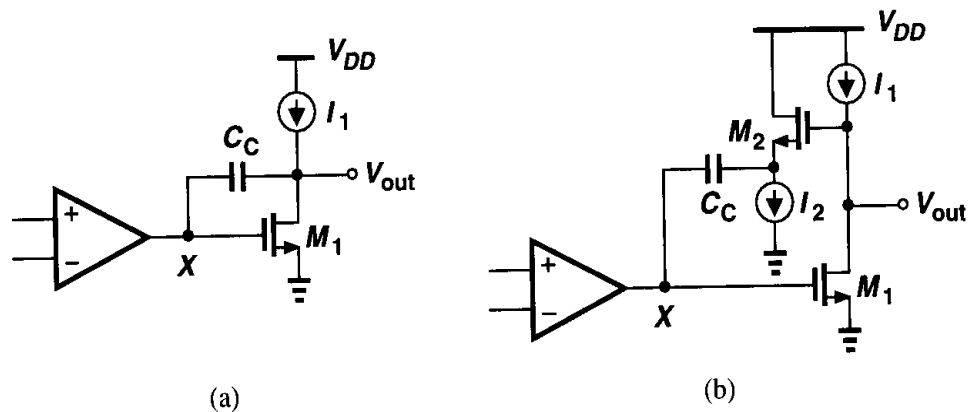 V_DD
I_1
C_C
V_out
+
−
X
M_1
(a)
V_DD
I_1
M_2
C_C
I_2
V_out
+
−
X
M_1
(b)